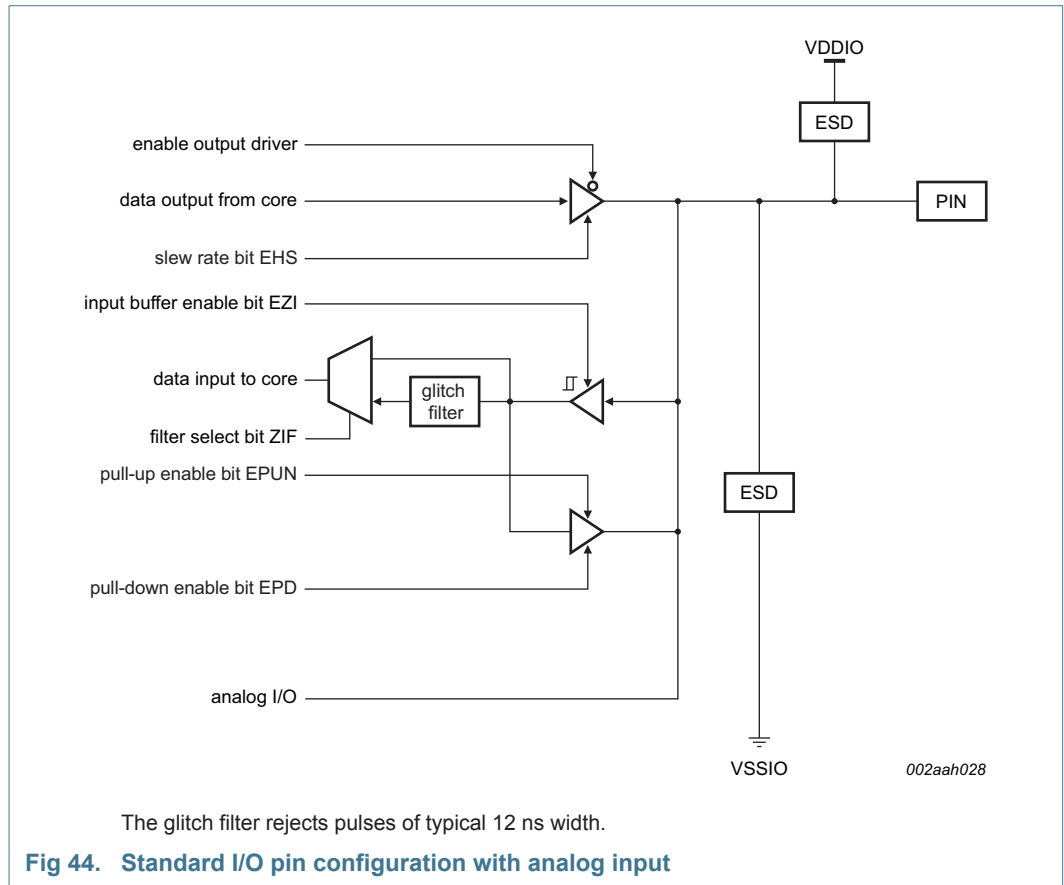 VDDIO
ESD
enable output driver
data output from core
PIN
slew rate bit EHS
input buffer enable bit EZI
data input to core
glitch
filter
filter select bit ZIF
pull-up enable bit EPUN
ESD
pull-down enable bit EPD
analog I/O
VSSIO
002aah028
The glitch filter rejects pulses of typical 12 ns width.
Fig 44. Standard I/O pin configuration with analog input